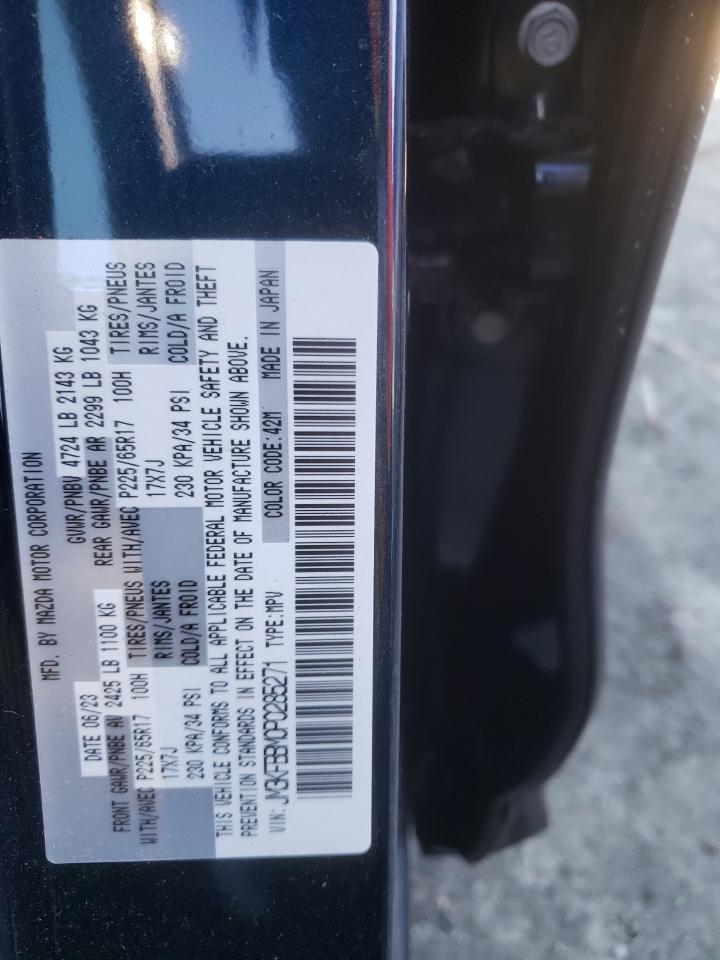 MFD. BY MAZDA MOTOR CORPORATION
DATE 06/23 GVWR/PNBV 4724 LB 2143 KG
FRONT GAWR/PNBE AV 2425 LB 1100 KG REAR GAWR/PNBE AR 2299 LB 1043 KG
WITH/AVEC P225/65R17 100H TIRES/PNEUS WITH/AVEC P225/65R17 100H TIRES/PNEUS
17X7J RIMS/JANTES 17X7J RIMS/JANTES
230 KPA/34 PSI COLD/A FROID 230 KPA/34 PSI COLD/A FROID
THIS VEHICLE CONFORMS TO ALL APPLICABLE FEDERAL MOTOR VEHICLE SAFETY AND THEFT
PREVENTION STANDARDS IN EFFECT ON THE DATE OF MANUFACTURE SHOWN ABOVE.
VIN: JM3KFBBN0P0285271 TYPE:MPV COLOR CODE:42M MADE IN JAPAN